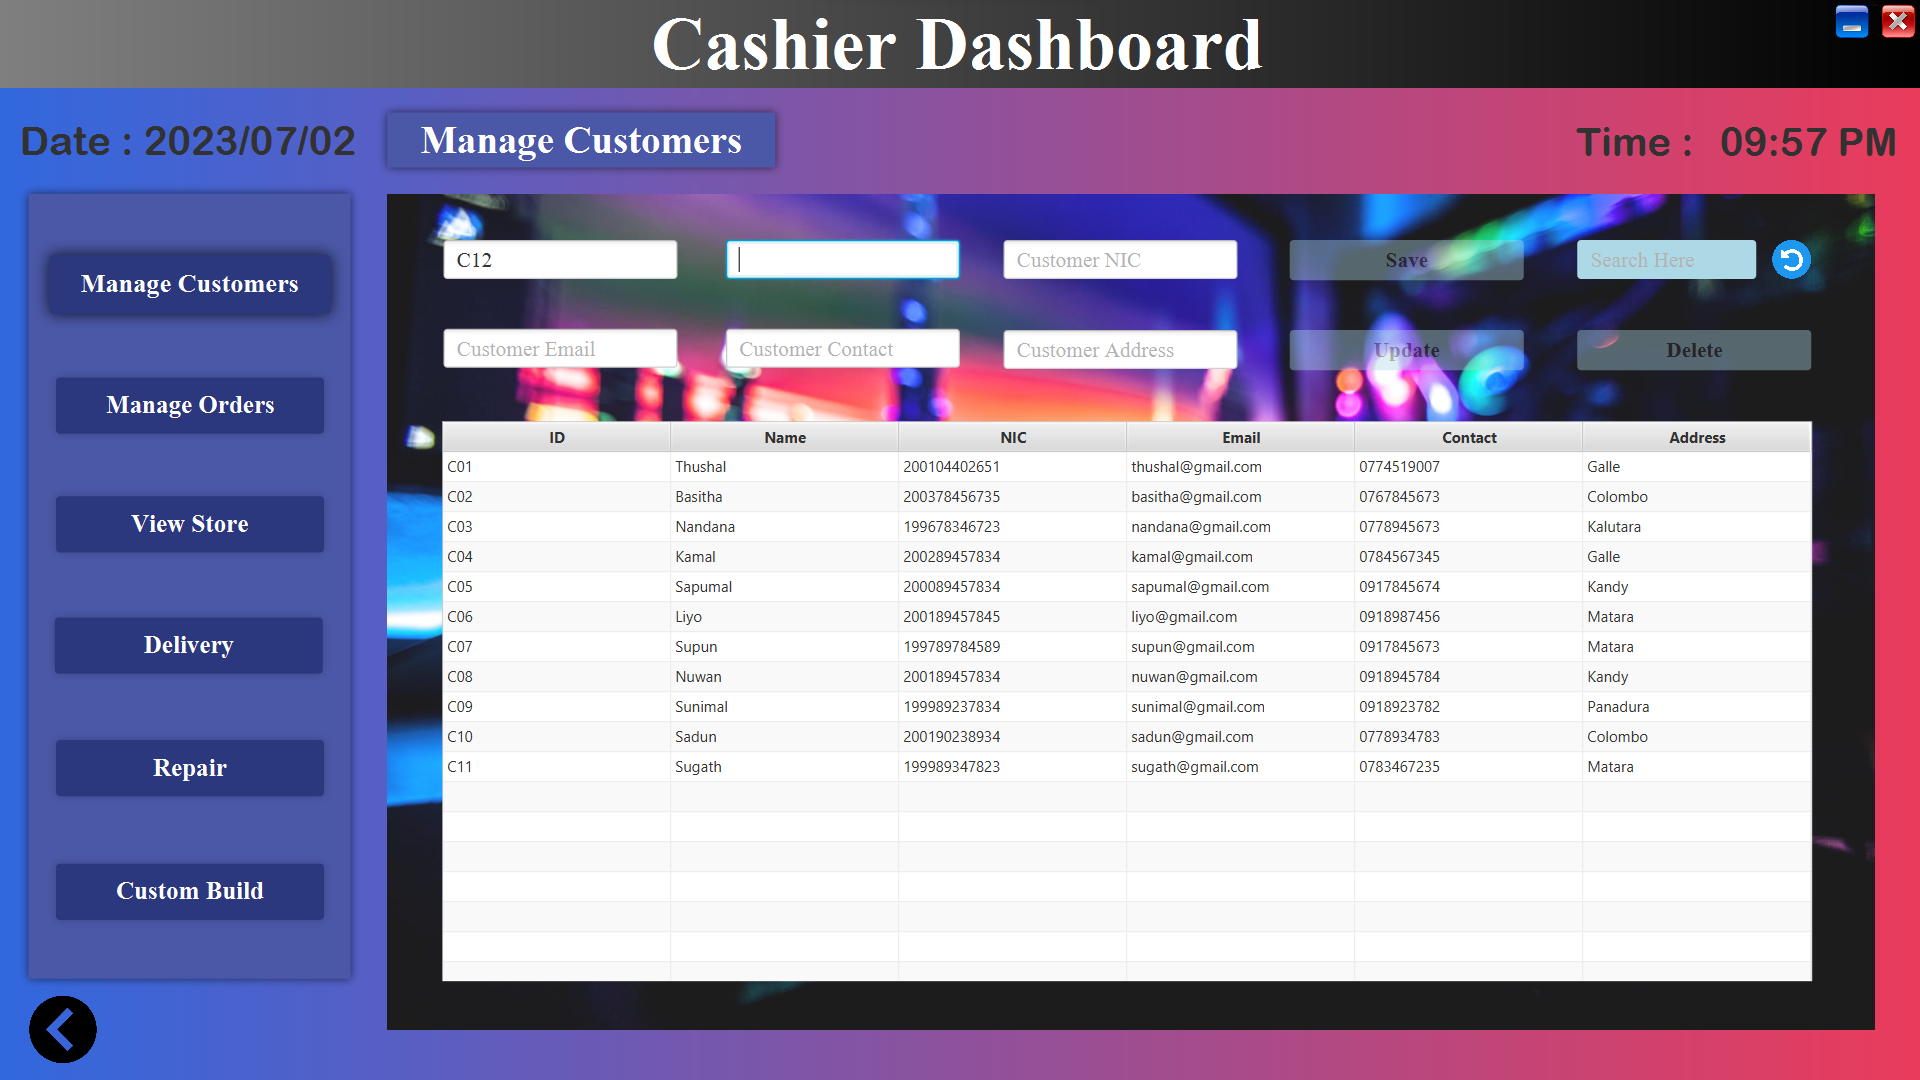 Cashier Dashboard
Date : 2023/07/02
Manage Customers
Time : 09:57 PM
Manage Customers
Manage Orders
View Store
Delivery
Repair
Custom Build
C12
Customer NIC
Save
Search Here
Customer Email
Customer Contact
Customer Address
Update
Delete
ID Name NIC Email Contact Address
C01 Thushal 200104402651 thushal@gmail.com 0774519007 Galle
C02 Basitha 200378456735 basitha@gmail.com 0767845673 Colombo
C03 Nandana 199678346723 nandana@gmail.com 0778945673 Kalutara
C04 Kamal 200289457834 kamal@gmail.com 0784567345 Galle
C05 Sapumal 200089457834 sapumal@gmail.com 0917845674 Kandy
C06 Liyo 200189457845 liyo@gmail.com 0918987456 Matara
C07 Supun 199789784589 supun@gmail.com 0917845673 Matara
C08 Nuwan 200189457834 nuwan@gmail.com 0918945784 Kandy
C09 Sunimal 199989237834 sunimal@gmail.com 0918923782 Panadura
C10 Sadun 200190238934 sadun@gmail.com 0778934783 Colombo
C11 Sugath 199989347823 sugath@gmail.com 0783467235 Matara